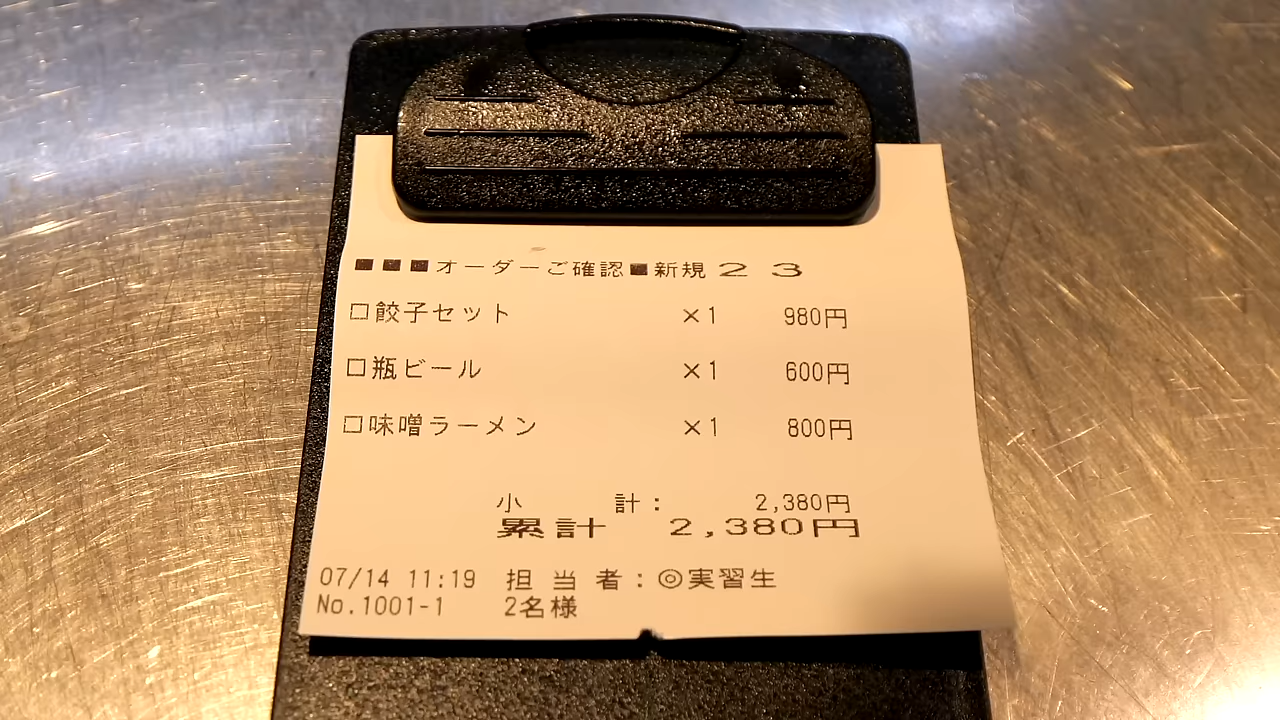 ■■■オーダーご確認■新規２３
□餃子セット ×1 980円
□瓶ビール ×1 600円
□味噌ラーメン ×1 800円
小 計： 2,380円
累計 2,380円
07/14 11:19 担当者：◎実習生
No.1001-1 2名様